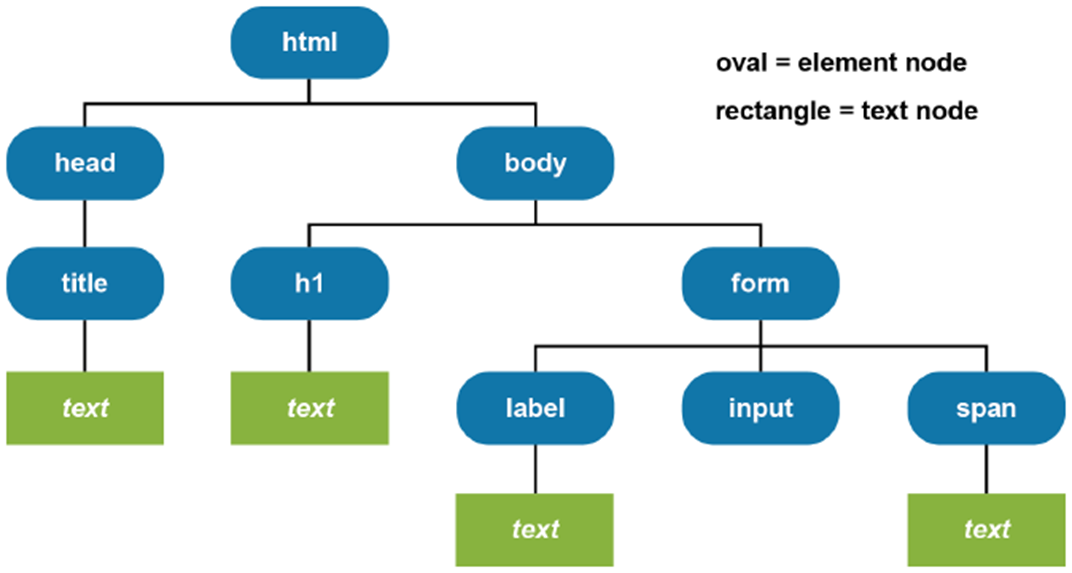 html
oval = element node
rectangle = text node
head
body
title
h1
form
text
text
label
input
span
text
text